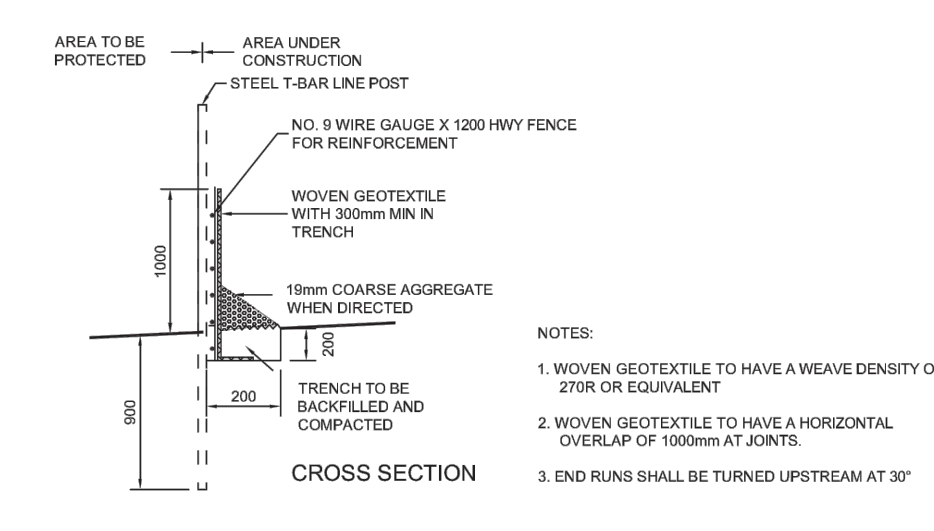 AREA TO BE
PROTECTED
AREA UNDER
CONSTRUCTION
STEEL T-BAR LINE POST
NO. 9 WIRE GAUGE X 1200 HWY FENCE
FOR REINFORCEMENT
WOVEN GEOTEXTILE
WITH 300mm MIN IN
TRENCH
1000
19mm COARSE AGGREGATE
WHEN DIRECTED
200
200
900
TRENCH TO BE
BACKFILLED AND
COMPACTED
CROSS SECTION
NOTES:
1. WOVEN GEOTEXTILE TO HAVE A WEAVE DENSITY O
270R OR EQUIVALENT
2. WOVEN GEOTEXTILE TO HAVE A HORIZONTAL
OVERLAP OF 1000mm AT JOINTS.
3. END RUNS SHALL BE TURNED UPSTREAM AT 30°